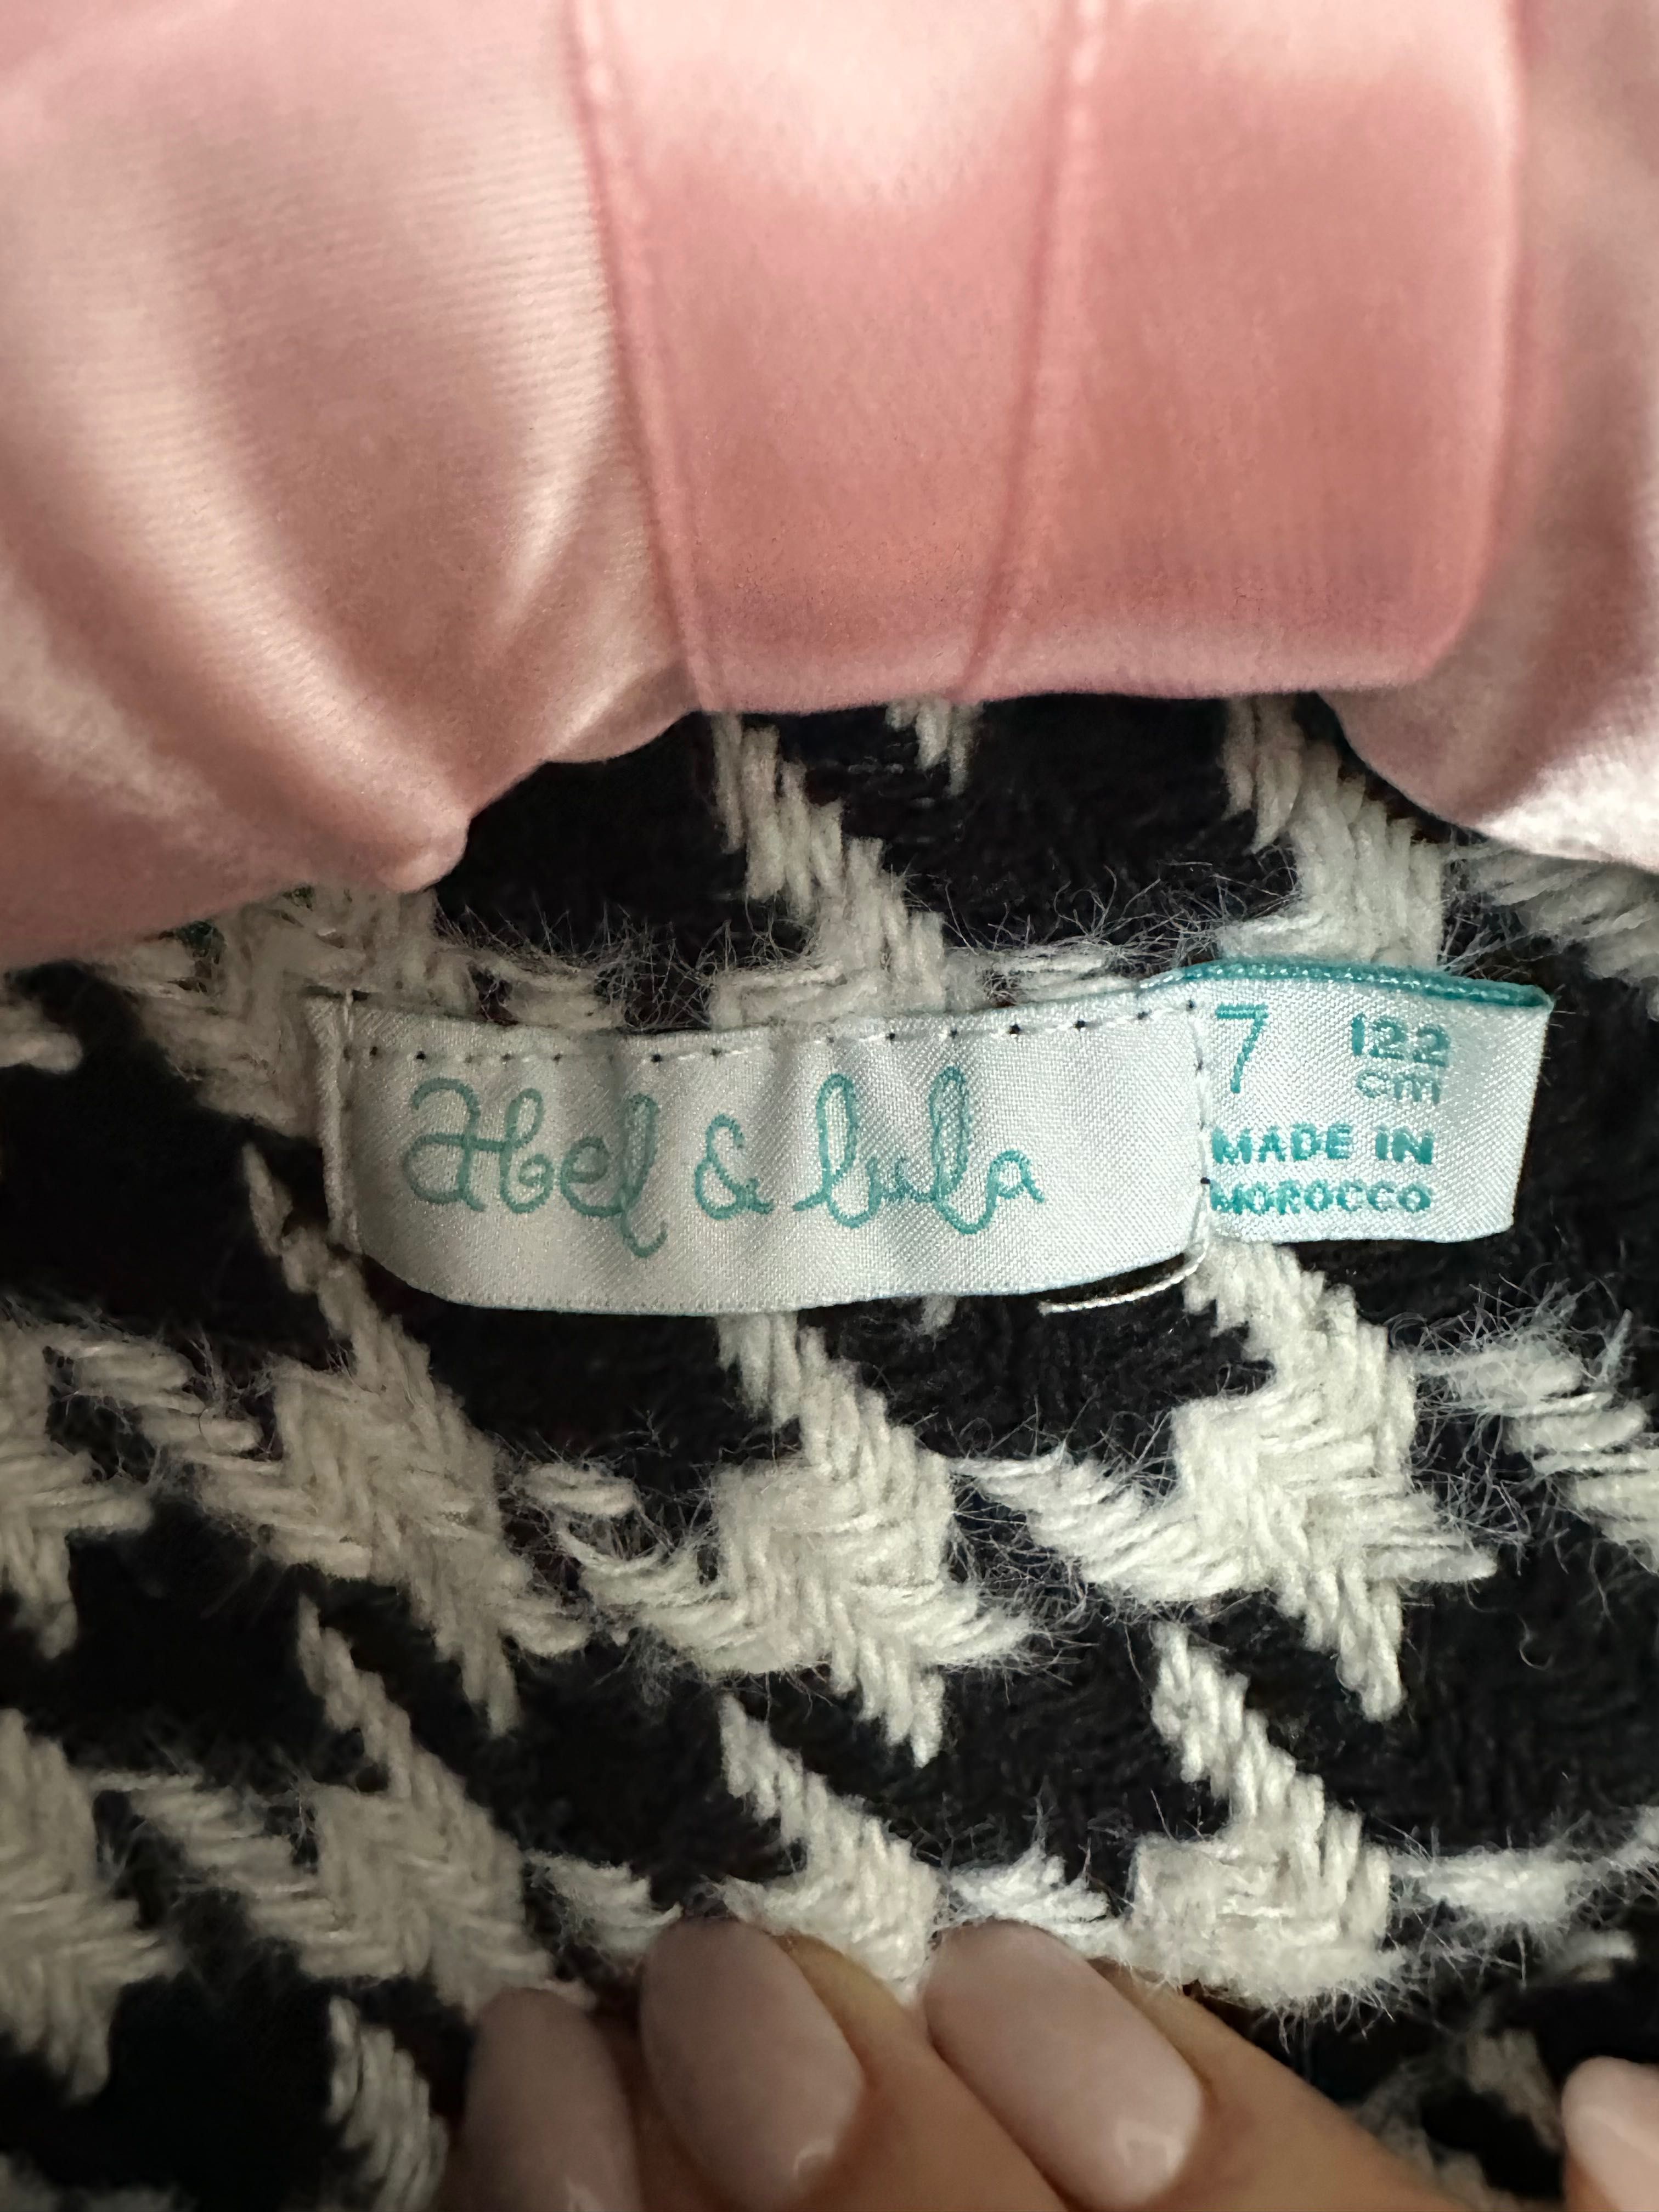 Abel & lula
7 122
cm
MADE IN
MOROCCO